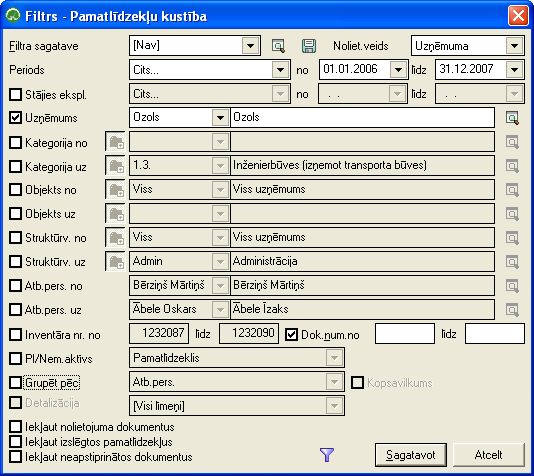 Filtrs - Pamatlīdzekļu kustība
Filtra sagatave [Nav] Noliet.veids Uzņēmuma
Periods Cits... no 01.01.2006 līdz 31.12.2007
Stājies ekspl. Cits... no . . līdz . .
Uzņēmums Ozols Ozols
Kategorija no
Kategorija uz 1.3. Inženierbūves (izņemot transporta būves)
Objekts no Viss Viss uzņēmums
Objekts uz
Struktūrv. no Viss Viss uzņēmums
Struktūrv. uz Admin Administrācija
Atb.pers. no Bērziņš Mārtiņš Bērziņš Mārtiņš
Atb.pers. uz Ābele Oskars Ābele Īzaks
Inventāra nr. no 1232087 līdz 1232090 Dok.num.no līdz
PI/Nem.aktīvs Pamatlīdzeklis
Grupēt pēc Atb.pers. Kopsavilkums
Detalizācija [Visi līmeņi]
Iekļaut nolietojuma dokumentus
Iekļaut izslēgtos pamatlīdzekļus
Iekļaut neapstiprinātos dokumentus
Sagatavot Atcelt